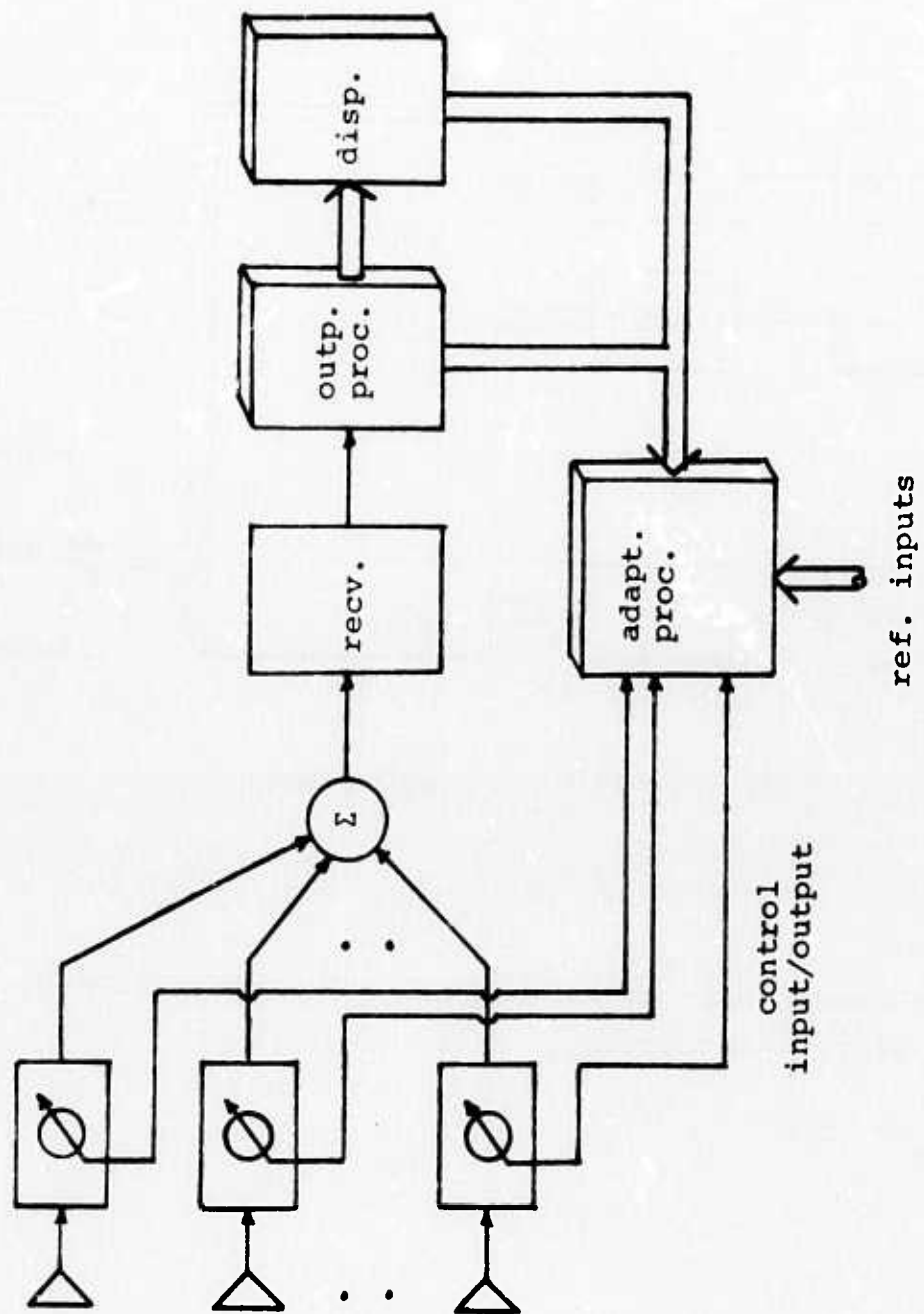 Σ
recv.
outp.
proc.
disp.
adapt.
proc.
control
input/output
ref. inputs